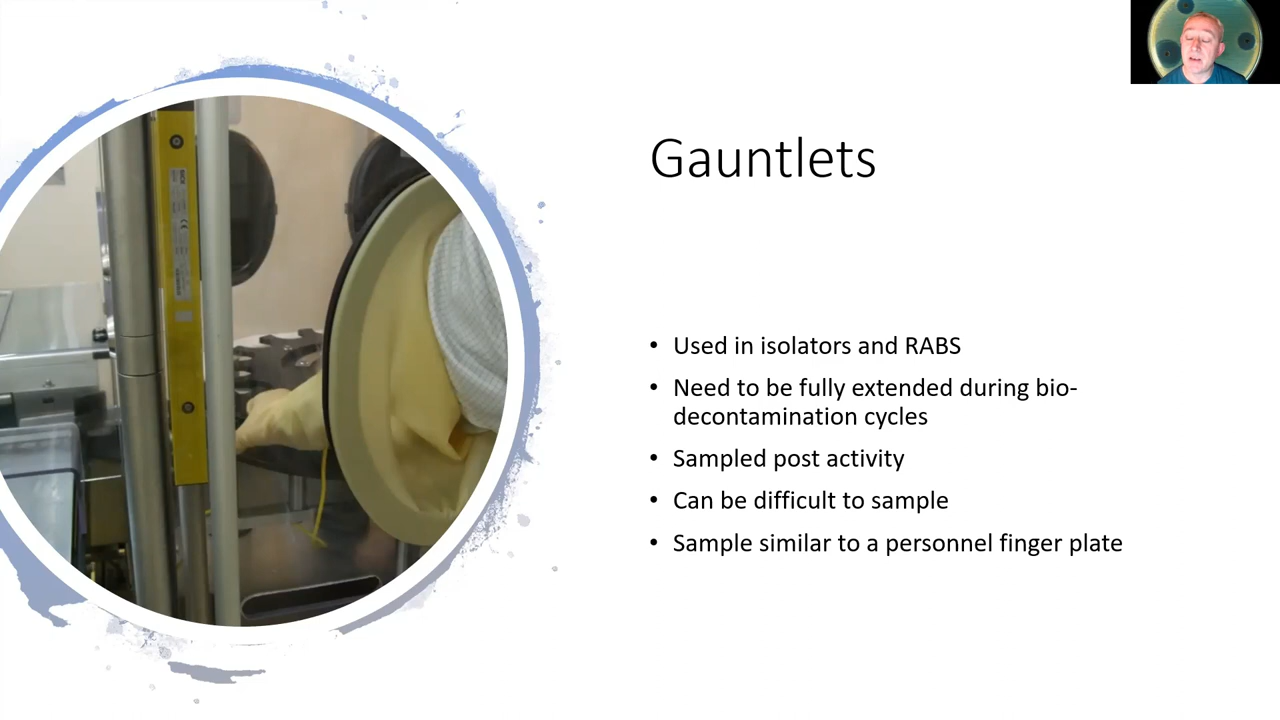 Gauntlets
• Used in isolators and RABS
• Need to be fully extended during bio-
decontamination cycles
• Sampled post activity
• Can be difficult to sample
• Sample similar to a personnel finger plate